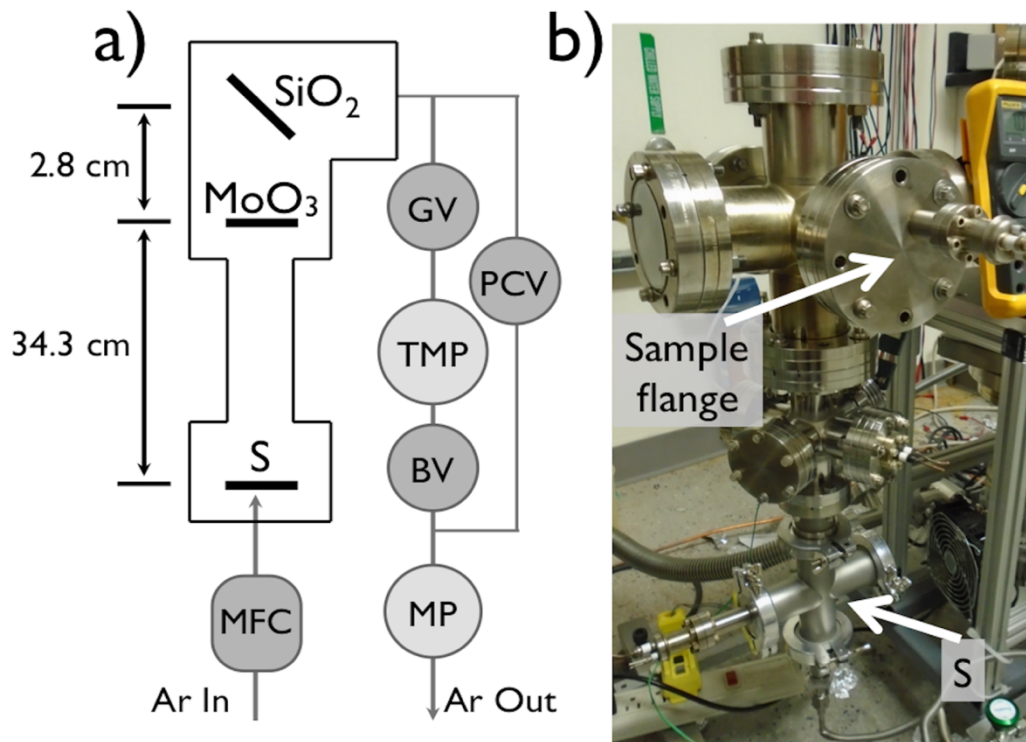 a)
SiO₂
2.8 cm
MoO₃
GV
PCV
34.3 cm
TMP
S
BV
MFC
MP
Ar In
Ar Out
b)
Sample
flange
S